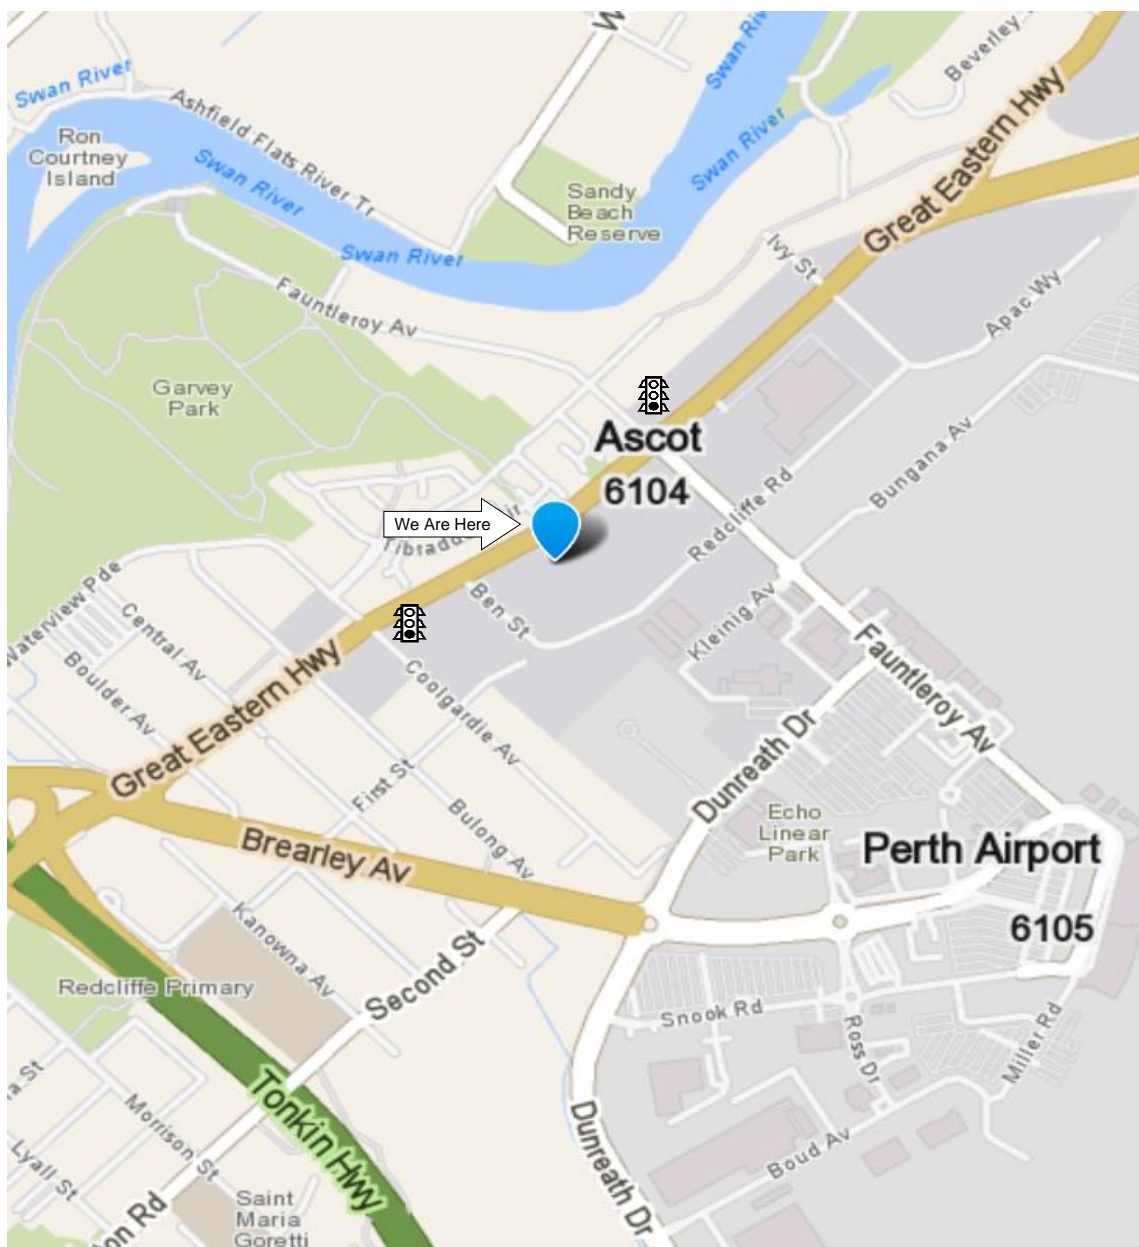 Swan River
Ashfield Flats River Tr
Ron
Courtney
Island
Swan River
Swan River
Sandy
Beach
Reserve
Swan River
Swan River
Beverley
Great Eastern Hwy
Great Eastern Hwy
Ivy St
Apac Wy
Fauntleroy Av
Garvey
Park
Ascot
6104
We Are Here
Redcliffe Rd
Bungana Av
Waterview Pde
Central Av
Boulder Av
Ben St
Kleinig Av
Fauntleroy Av
Great Eastern Hwy
Coolgardie Av
First St
Bulong Av
Dunreath Dr
Echo
Linear
Park
Perth Airport
6105
Brearley Av
Kanowna Av
Second St
Redcliffe Primary
Snook Rd
Ross Dr
Miller Rd
Tonkin Hwy
Morrison St
Lyall St
Dunreath Dr
Boud Av
Saint
Maria
Goretti